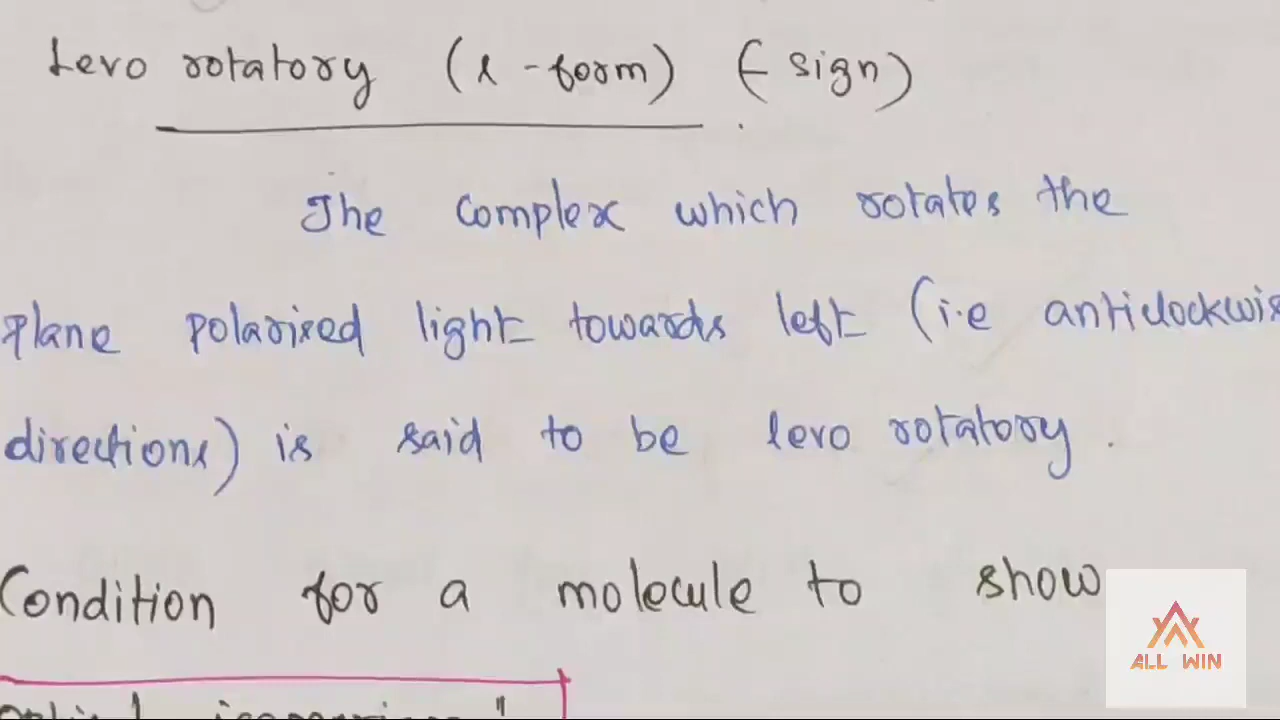 Levo rotatory (l-form) (- sign)
The complex which rotates the
plane polarized light towards left (i.e anticlockwis
directions) is said to be levo rotatory.
Condition for a molecule to show
ALL WIN